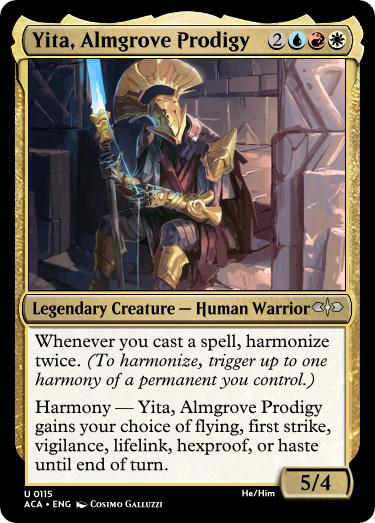 Yita, Almgrove Prodigy 2
Legendary Creature — Human Warrior
Whenever you cast a spell, harmonize
twice. (To harmonize, trigger up to one
harmony of a permanent you control.)
Harmony — Yita, Almgrove Prodigy
gains your choice of flying, first strike,
vigilance, lifelink, hexproof, or haste
until end of turn.
5/4
U 0115 He/Him
ACA • ENG Cosimo Galluzzi